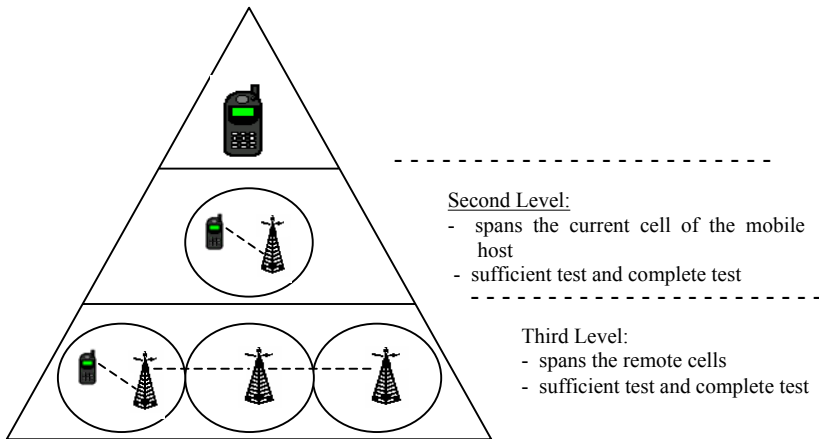 Second Level:
- spans the current cell of the mobile
host
- sufficient test and complete test
Third Level:
- spans the remote cells
- sufficient test and complete test